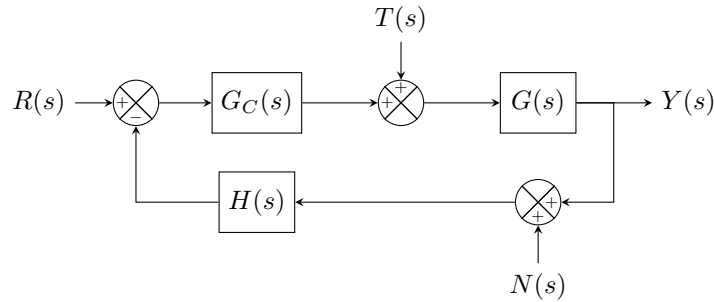 T(s)
+
R(s) + − G_C(s) + G(s) Y(s)
H(s) + +
N(s)